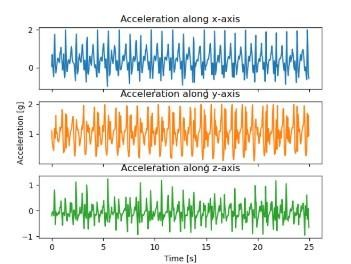 Acceleration along x-axis
2
0
Acceleration along y-axis
2
1
Acceleration [g]
Acceleration along z-axis
1
0
−1
0 5 10 15 20 25
Time [s]